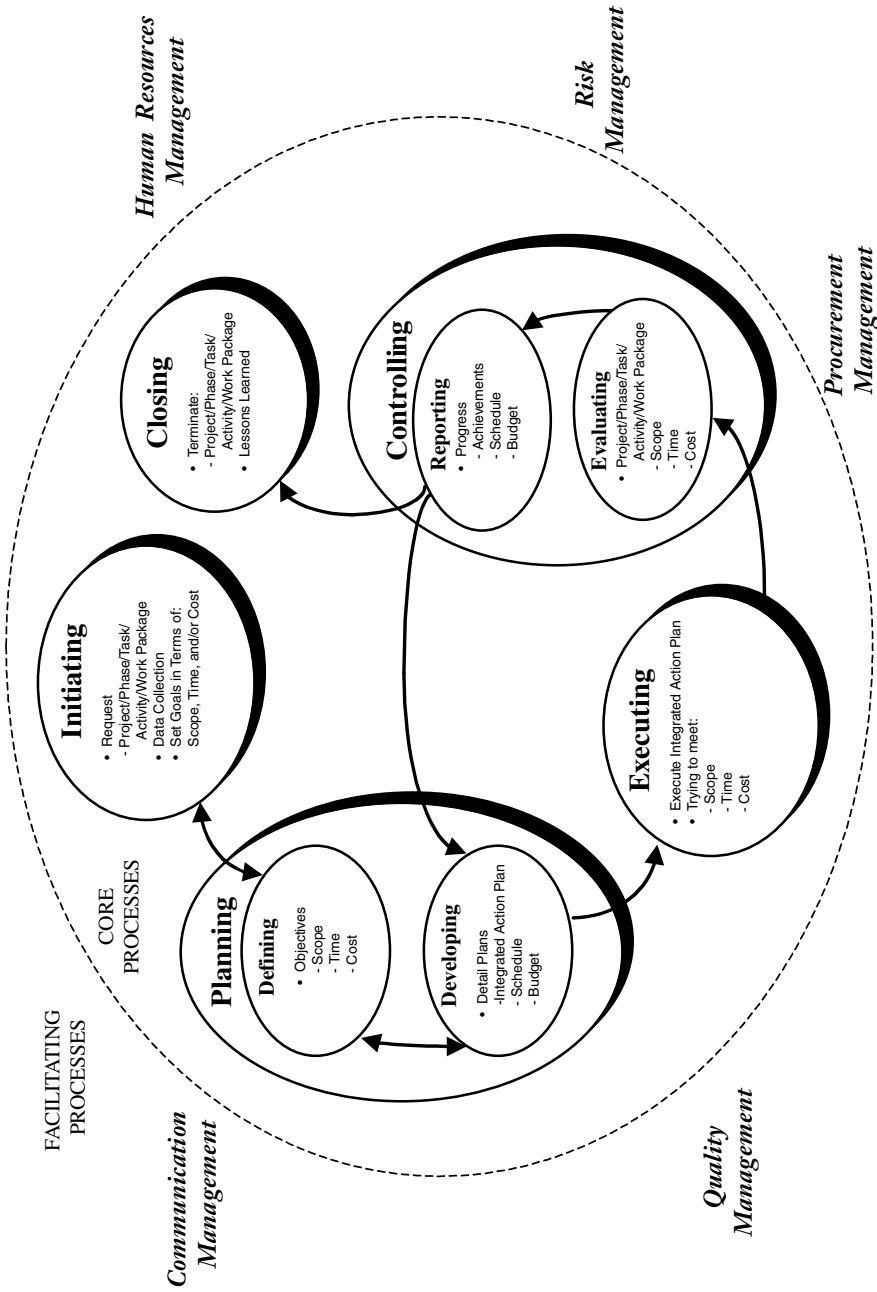 FACILITATING
PROCESSES
CORE
PROCESSES
Communication
Management
Human Resources
Management
Quality
Management
Procurement
Management
Risk
Management
Initiating
• Request
- Project/Phase/Task/
Activity/Work Package
• Data Collection
• Set Goals in Terms of:
Scope, Time, and/or Cost
Planning
Defining
• Objectives
- Scope
- Time
- Cost
Developing
• Detail Plans
-Integrated Action Plan
- Schedule
- Budget
Executing
• Execute Integrated Action Plan
• Trying to meet:
- Scope
- Time
- Cost
Controlling
Reporting
• Progress
- Achievements
- Schedule
- Budget
Evaluating
• Project/Phase/Task/
Activity/Work Package
- Scope
- Time
- Cost
Closing
• Terminate:
- Project/Phase/Task/
Activity/Work Package
• Lessons Learned